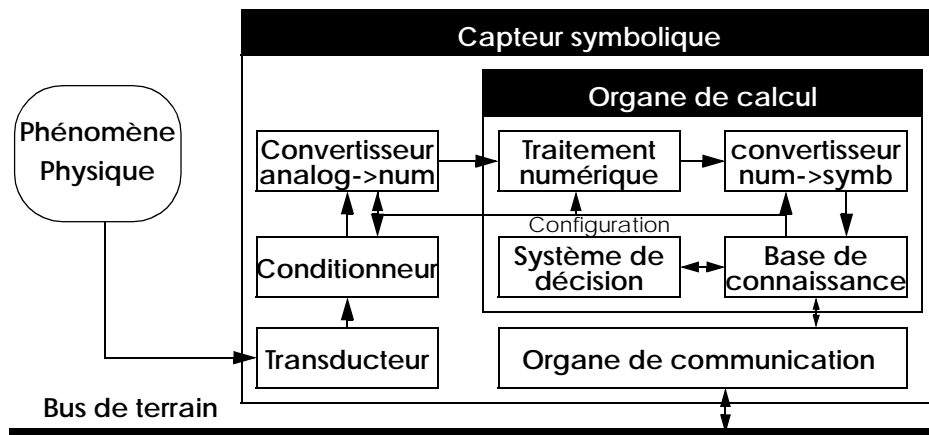 Capteur symbolique
Organe de calcul
Phénomène
Physique
Convertisseur
analog->num
Traitement
numérique
convertisseur
num->symb
Configuration
Conditionneur
Système de
décision
Base de
connaissance
Transducteur
Organe de communication
Bus de terrain